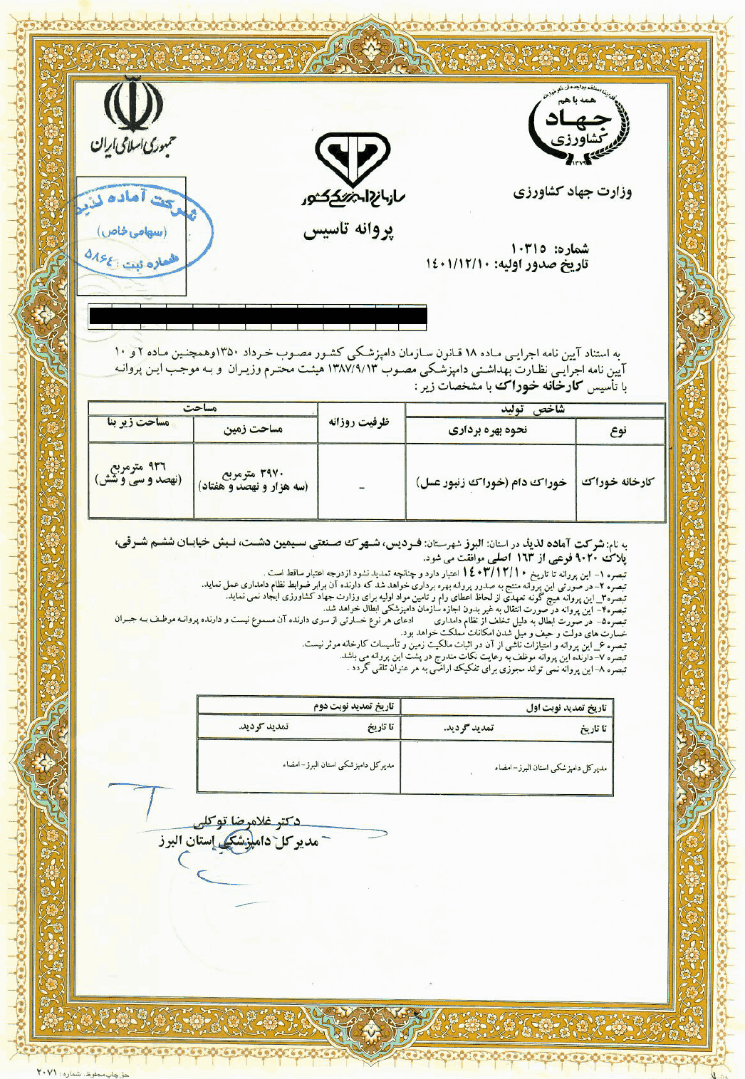 همه با هم
جهاد
کشاورزی
وزارت جهاد کشاورزی
جمهوری اسلامی ایران
سازمان دامپزشکی کشور
پروانه تاسیس
شرکت آماده لذیذ
(سهامی خاص)
شماره ثبت: ۵۸۶۴
شماره: ۱۰۳۱۵
تاریخ صدور اولیه: ۱۴۰۱/۱۲/۱۰
به استناد آیین نامه اجرایی ماده ۱۸ قانون سازمان دامپزشکی کشور مصوب خرداد ۱۳۵۰ وهمچنین ماده ۲ و ۱۰
آیین نامه اجرایی نظارت بهداشتی دامپزشکی مصوب ۱۳۸۷/۹/۱۳ هیئت محترم وزیران و به موجب این پروانه
با تأسیس کارخانه خوراک با مشخصات زیر:
شاخص تولید ظرفیت روزانه مساحت
نوع نحوه بهره برداری مساحت زمین مساحت زیر بنا
کارخانه خوراک خوراک دام (خوراک زنبور عسل) – ۳۹۷۰ مترمربع ۹۳۶ مترمربع
(سه هزار و نهصد و هفتاد) (نهصد و سی و شش)
به نام: شرکت آماده لذیذ در استان: البرز شهرستان: فردیس، شهرک صنعتی سیمین دشت، نبش خیابان ششم شرقی،
پلاک ۹۰۲۰ فرعی از ۱۶۳ اصلی موافقت می شود.
تبصره ۱- این پروانه تا تاریخ ۱۴۰۳/۱۲/۱۰ اعتبار دارد و چنانچه تمدید نشود ازدرجه اعتبار ساقط است.
تبصره ۲- در صورتی این پروانه منتج به صدور پروانه بهره برداری خواهد شد که دارنده آن برابر ضوابط نظام دامداری عمل نماید.
تبصره ۳_ این پروانه هیچ گونه تعهدی از لحاظ اعطای وام و تامین مواد اولیه برای وزارت جهاد کشاورزی ایجاد نمی نماید.
تبصره ۴- این پروانه در صورت انتقال به غیر بدون اجازه سازمان دامپزشکی ابطال خواهد شد.
تبصره ۵- در صورت ابطال به دلیل تخلف از نظام دامداری ادعای هر نوع خسارتی از سوی دارنده آن مسموع نیست و دارنده پروانه موظف به جبران
خسارت های دولت و حیف و میل شدن امکانات مملکت خواهد بود.
تبصره ۶_ این پروانه و امتیازات ناشی از آن در اثبات مالکیت زمین و تأسیسات کارخانه موثر نیست.
تبصره ۷- دارنده این پروانه موظف به رعایت نکات مندرج در پشت این پروانه می باشد.
تبصره ۸- این پروانه نمی تواند مجوزی برای تفکیک اراضی به هر عنوان تلقی گردد.
تاریخ تمدید نوبت اول تاریخ تمدید نوبت دوم
تا تاریخ تمدید گردید. تا تاریخ تمدید گردید.
مدیرکل دامپزشکی استان البرز-امضاء مدیرکل دامپزشکی استان البرز-امضاء
دکتر غلامرضا توکلی
مدیرکل دامپزشکی استان البرز
شماره: ۲۰۷۱